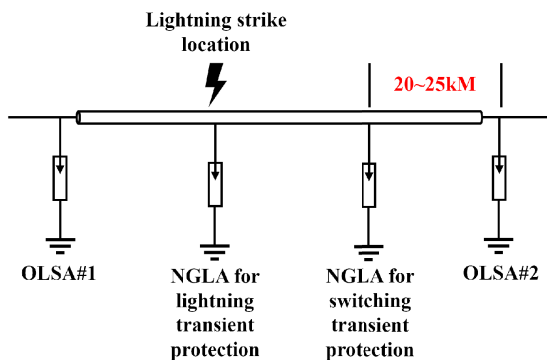 Lightning strike
location
20~25kM
OLSA#1
NGLA for
lightning
transient
protection
NGLA for
switching
transient
protection
OLSA#2